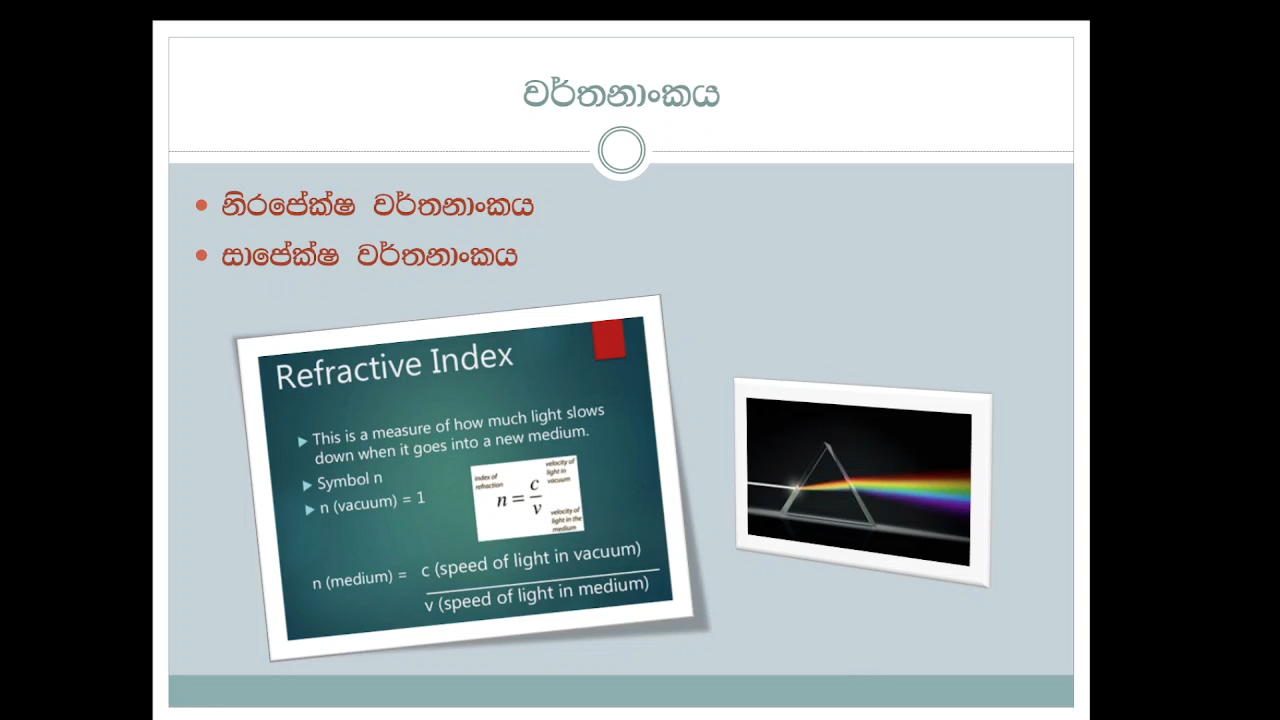 වර්තනාංකය
නිරපේක්ෂ වර්තනාංකය
සාපේක්ෂ වර්තනාංකය
Refractive Index
This is a measure of how much light slows
down when it goes into a new medium.
Symbol n
n (vacuum) = 1
index of
refraction
n = c/v
velocity of
light in
vacuum
velocity of
light in the
medium
n (medium) = c (speed of light in vacuum)
v (speed of light in medium)